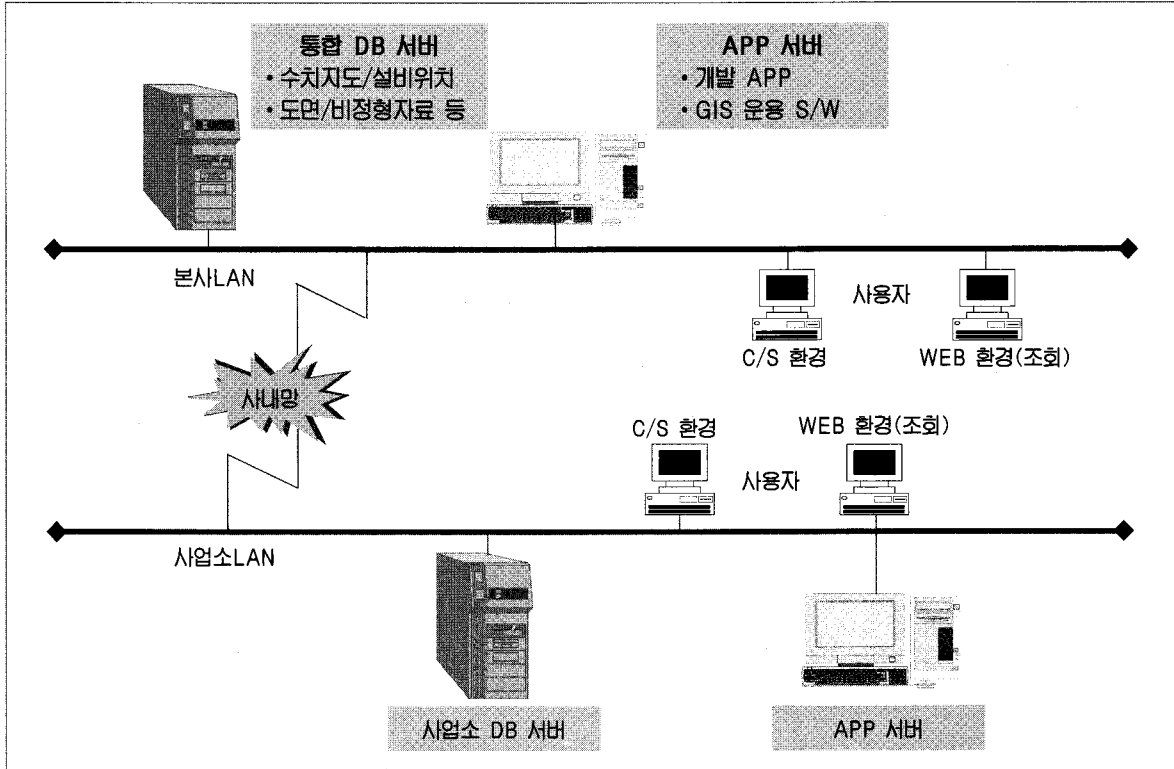 통합 DB 서버
• 수치지도/설비위치
• 도면/비정형자료 등
APP 서버
• 개발 APP
• GIS 운용 S/W
본사LAN
사용자
C/S 환경
WEB 환경(조회)
사내망
C/S 환경
WEB 환경(조회)
사용자
사업소LAN
사업소 DB 서버
APP 서버